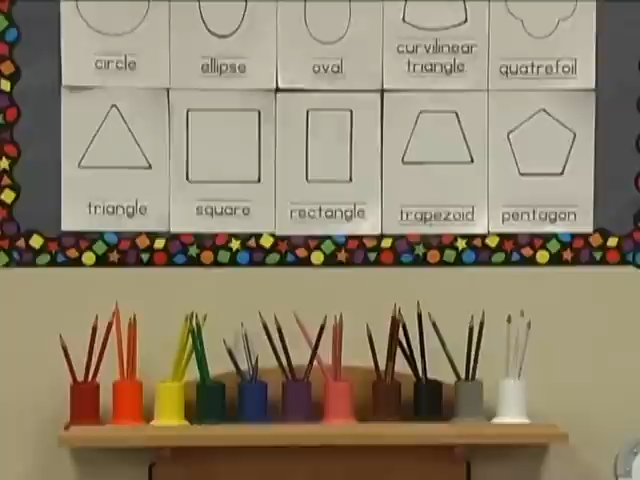 circle
ellipse
oval
curvilinear
triangle
quatrefoil
triangle
square
rectangle
trapezoid
pentagon